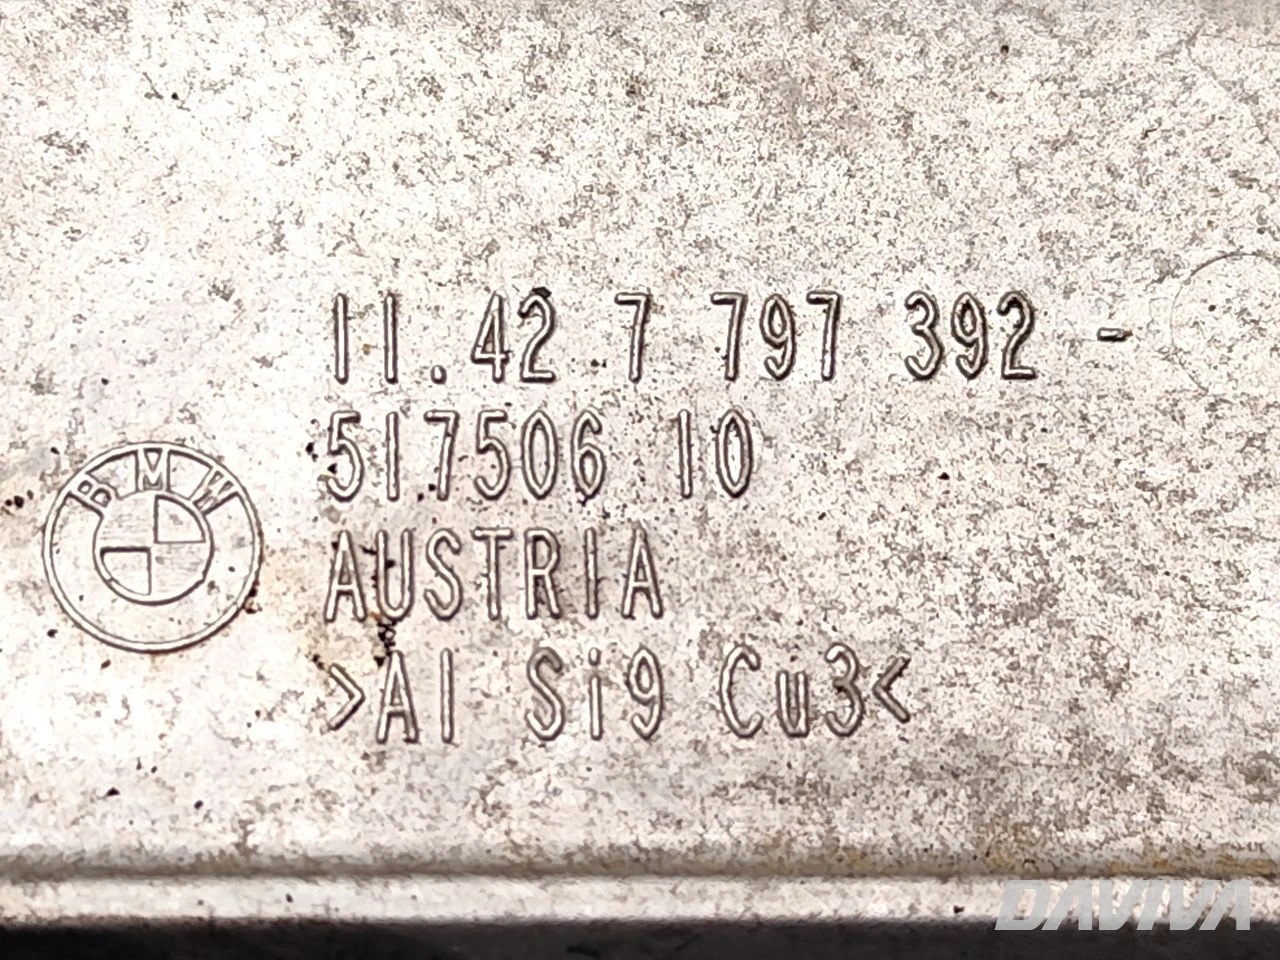 11.42 7 797 392 -
517506 10
BMW
AUSTRIA
>Al Si9 Cu3<
DAVIVA